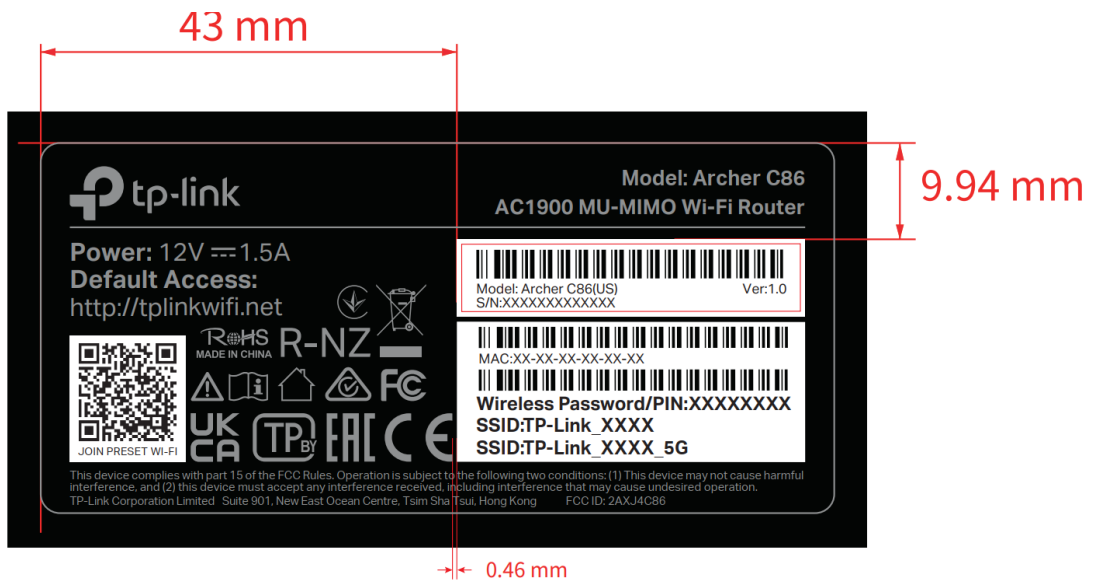 43 mm
9.94 mm
tp-link
Model: Archer C86
AC1900 MU-MIMO Wi-Fi Router
Power: 12V ⎓ 1.5A
Default Access:
http://tplinkwifi.net
Model: Archer C86(US) Ver:1.0
S/N:XXXXXXXXXXXXX
RoHS
MADE IN CHINA
R-NZ
FC
UK
CA
TP
BY
EAC
CE
JOIN PRESET WI-FI
MAC:XX-XX-XX-XX-XX-XX
Wireless Password/PIN:XXXXXXXX
SSID:TP-Link_XXXX
SSID:TP-Link_XXXX_5G
This device complies with part 15 of the FCC Rules. Operation is subject to the following two conditions: (1) This device may not cause harmful
interference, and (2) this device must accept any interference received, including interference that may cause undesired operation.
TP-Link Corporation Limited Suite 901, New East Ocean Centre, Tsim Sha Tsui, Hong Kong FCC ID: 2AXJ4C86
0.46 mm